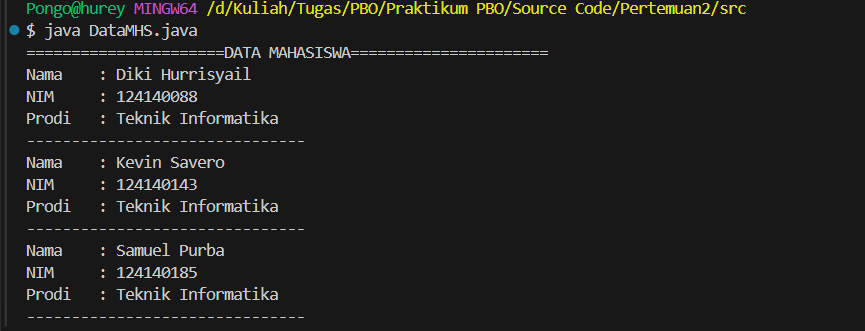 Pongo@hurey MINGW64 /d/Kuliah/Tugas/PBO/Praktikum PBO/Source Code/Pertemuan2/src
$ java DataMHS.java
======================DATA MAHASISWA======================
Nama    : Diki Hurrisyail
NIM     : 124140088
Prodi   : Teknik Informatika
-------------------------------
Nama    : Kevin Savero
NIM     : 124140143
Prodi   : Teknik Informatika
-------------------------------
Nama    : Samuel Purba
NIM     : 124140185
Prodi   : Teknik Informatika
-------------------------------